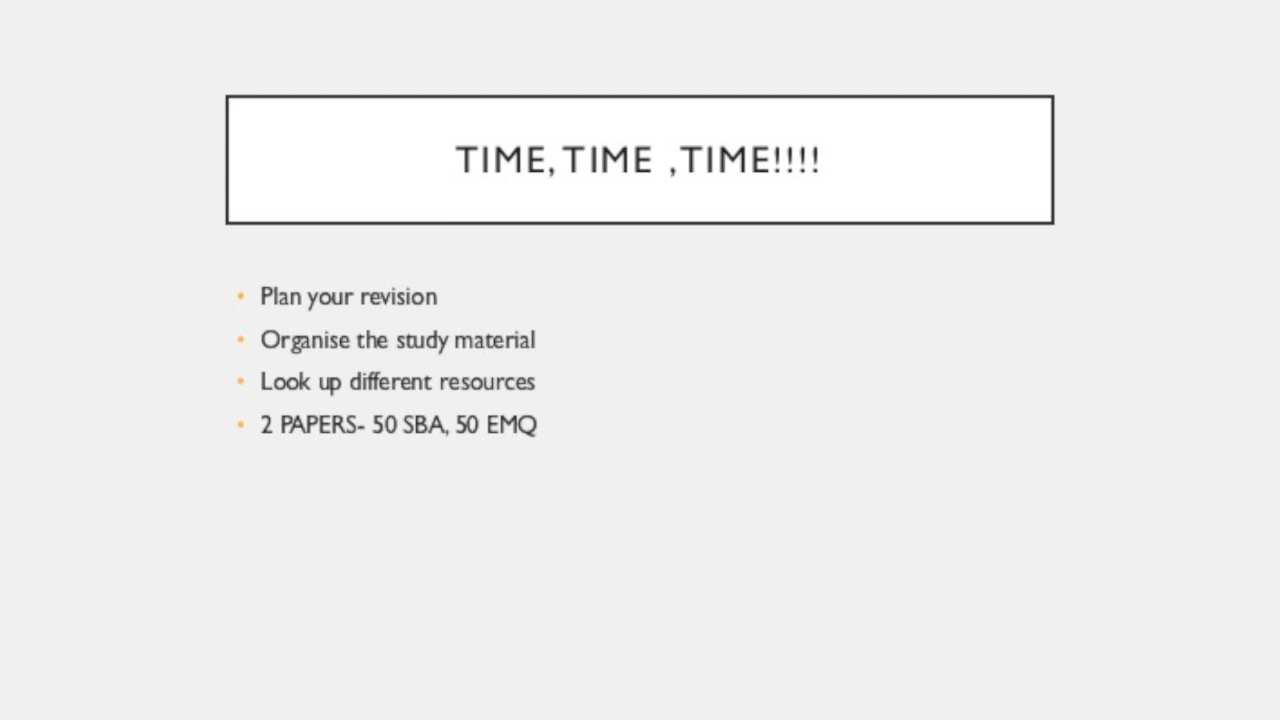 TIME, TIME ,TIME!!!!
• Plan your revision
• Organise the study material
• Look up different resources
• 2 PAPERS- 50 SBA, 50 EMQ